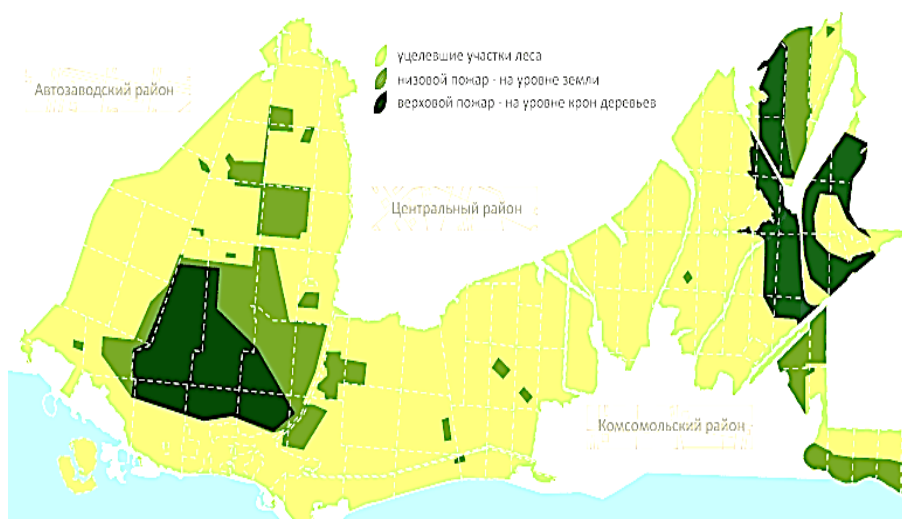 уцелевшие участки леса
низовой пожар - на уровне земли
верховой пожар - на уровне крон деревьев
Автозаводский район
Центральный район
Комсомольский район